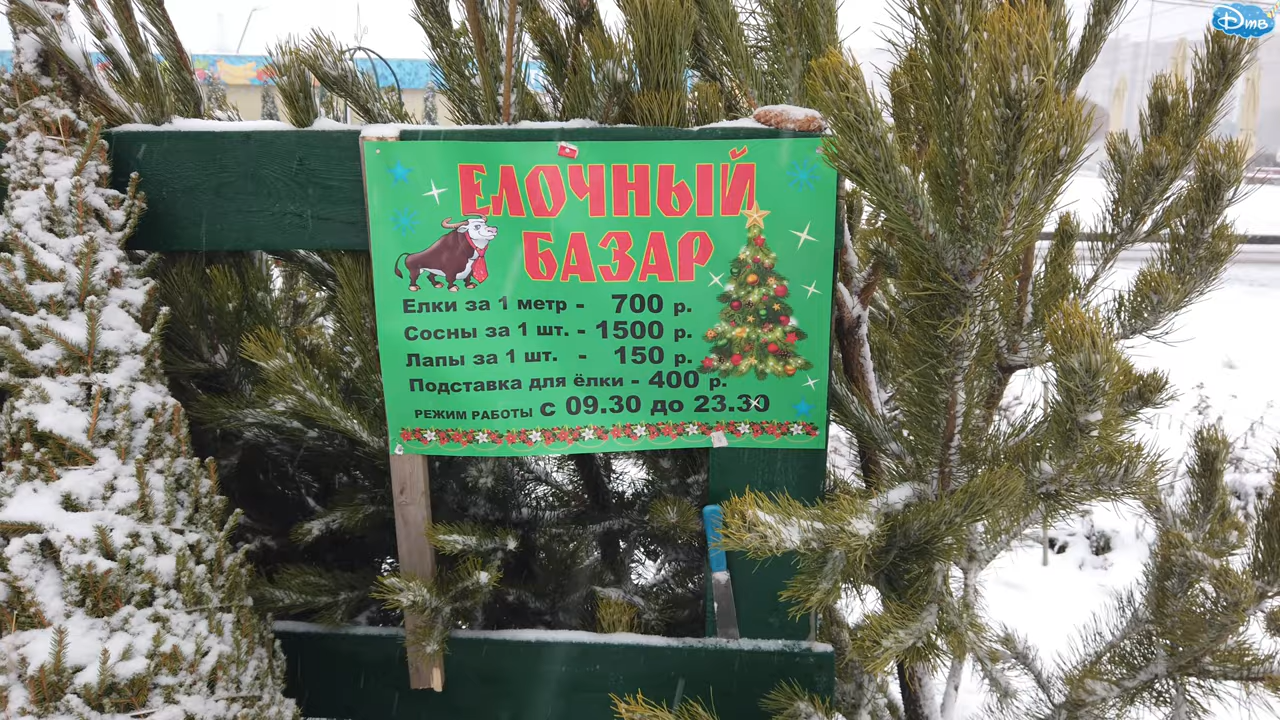 ДтВ
ЕЛОЧНЫЙ
БАЗАР
Елки за 1 метр - 700 р.
Сосны за 1 шт. - 1500 р.
Лапы за 1 шт. - 150 р.
Подставка для ёлки - 400 р.
РЕЖИМ РАБОТЫ с 09.30 до 23.30